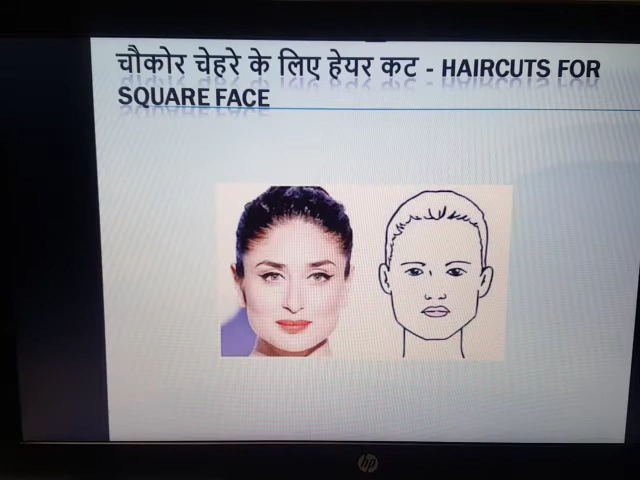 चौकोर चेहरे के लिए हेयर कट - HAIRCUTS FOR
SQUARE FACE
hp